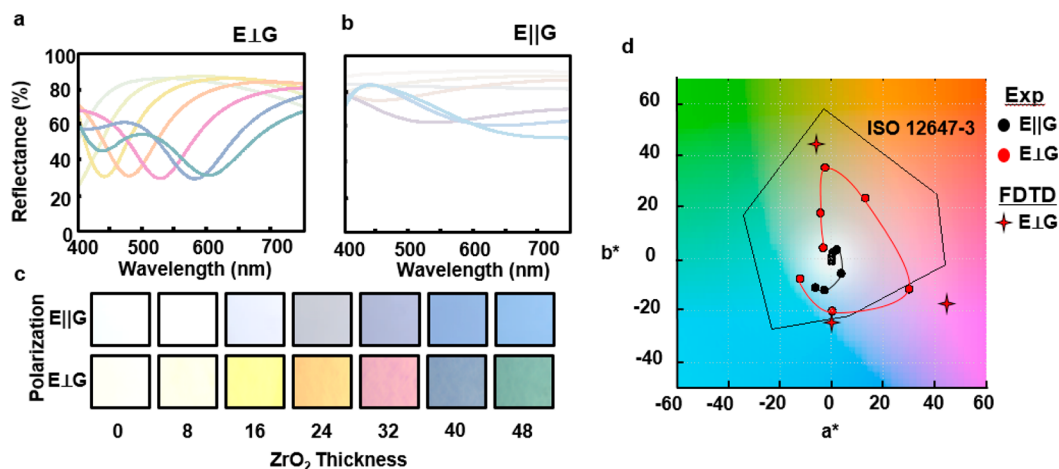 a
E⊥G
Reflectance (%)
100
80
60
40
80
20
0
400
500
600
700
Wavelength (nm)
b
E||G
400
500
600
700
Wavelength (nm)
c
Polarization
E||G
E⊥G
0
8
16
24
32
40
48
ZrO₂ Thickness
d
ISO 12647-3
b*
60
40
20
0
-20
-40
-60
-40
-20
0
20
40
60
a*
Exp
E||G
E⊥G
FDTD
E⊥G